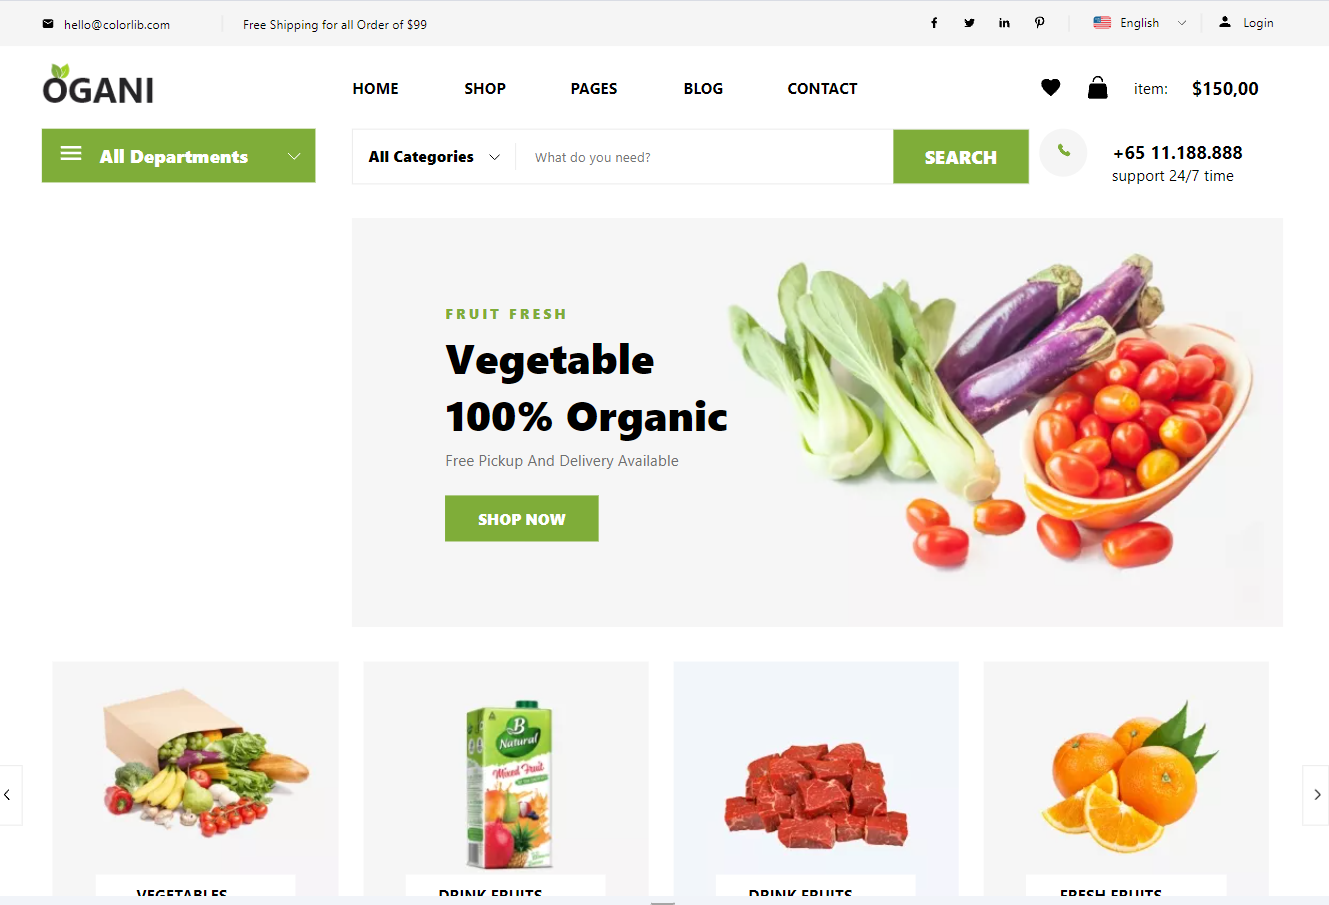 hello@colorlib.com
Free Shipping for all Order of $99
English
Login
OGANI
HOME
SHOP
PAGES
BLOG
CONTACT
item:
$150,00
All Departments
All Categories
What do you need?
SEARCH
+65 11.188.888
support 24/7 time
FRUIT FRESH
Vegetable
100% Organic
Free Pickup And Delivery Available
SHOP NOW
B
Natural
Mixed Fruit
VEGETABLES
DRINK FRUITS
DRINK FRUITS
FRESH FRUITS